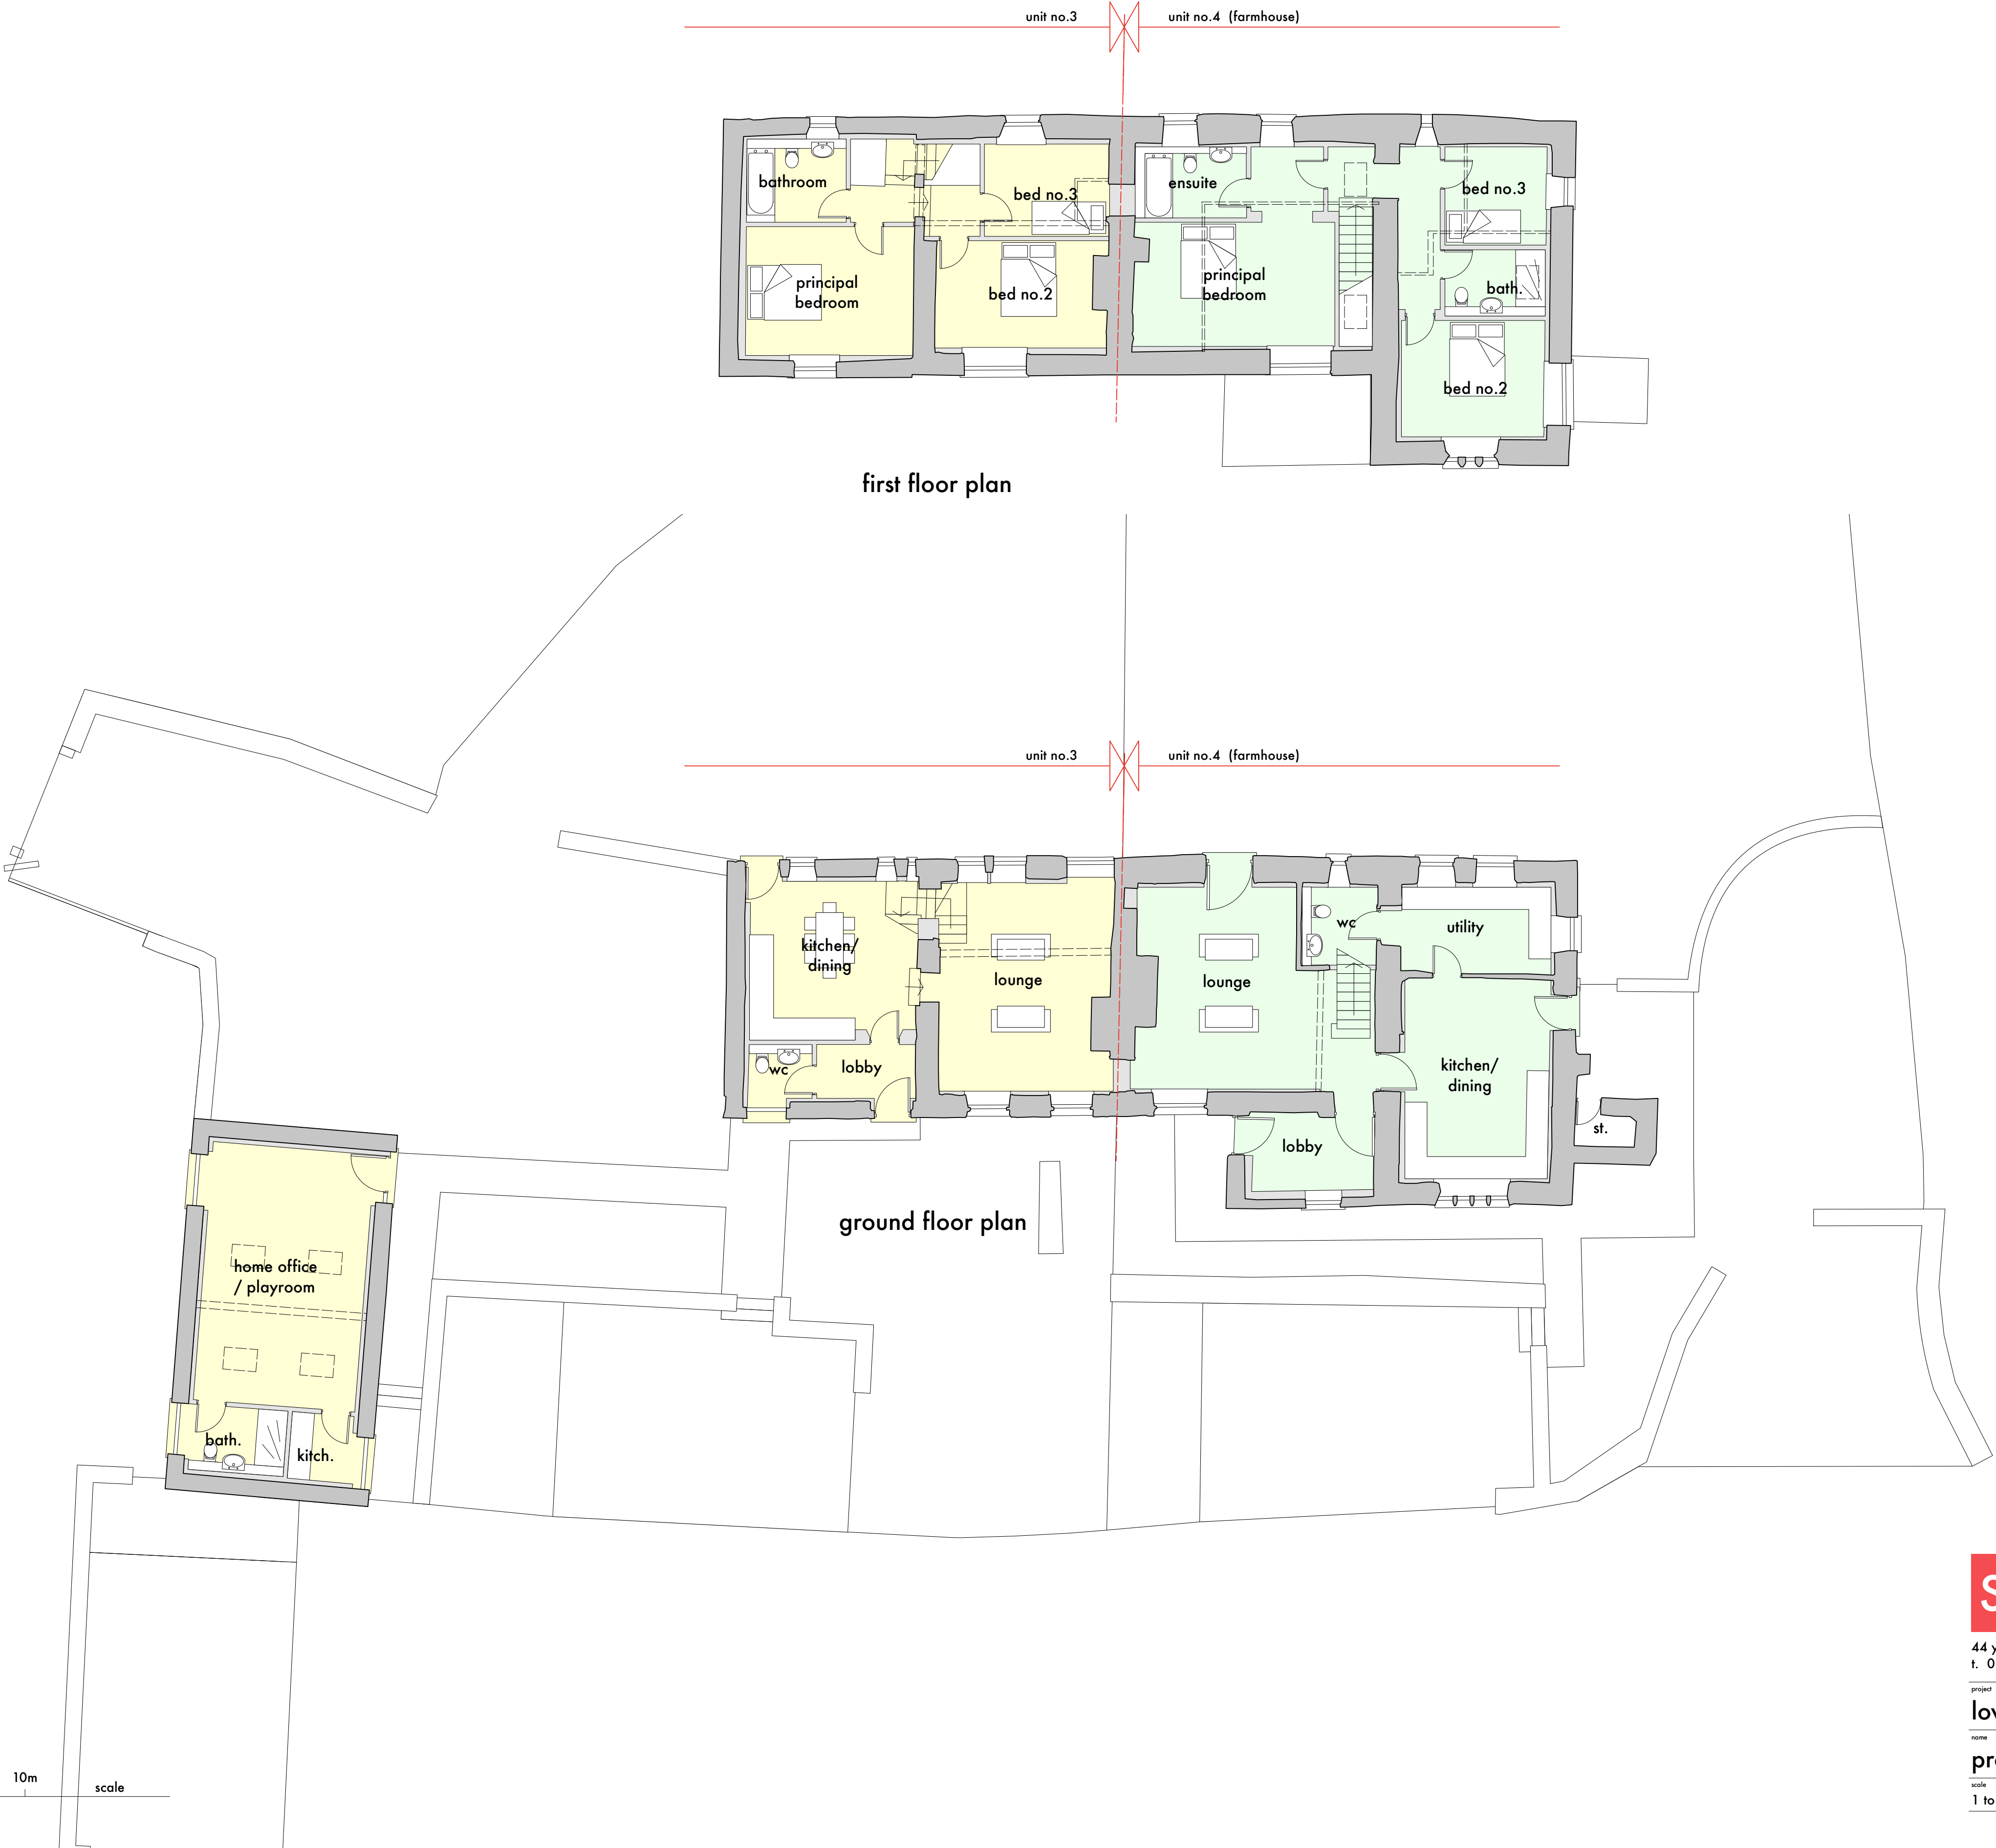 unit no.3
unit no.4 (farmhouse)
bathroom
bed no.3
ensuite
bed no.3
principal
bedroom
bed no.2
principal
bedroom
bath.
bed no.2
first floor plan
unit no.3
unit no.4 (farmhouse)
kitchen/
dining
lounge
lounge
wc
utility
wc
lobby
kitchen/
dining
lobby
st.
ground floor plan
home office
/ playroom
bath.
kitch.
S
44 y
t. 0
project
lov
name
pr
scale
1 to
10m
scale